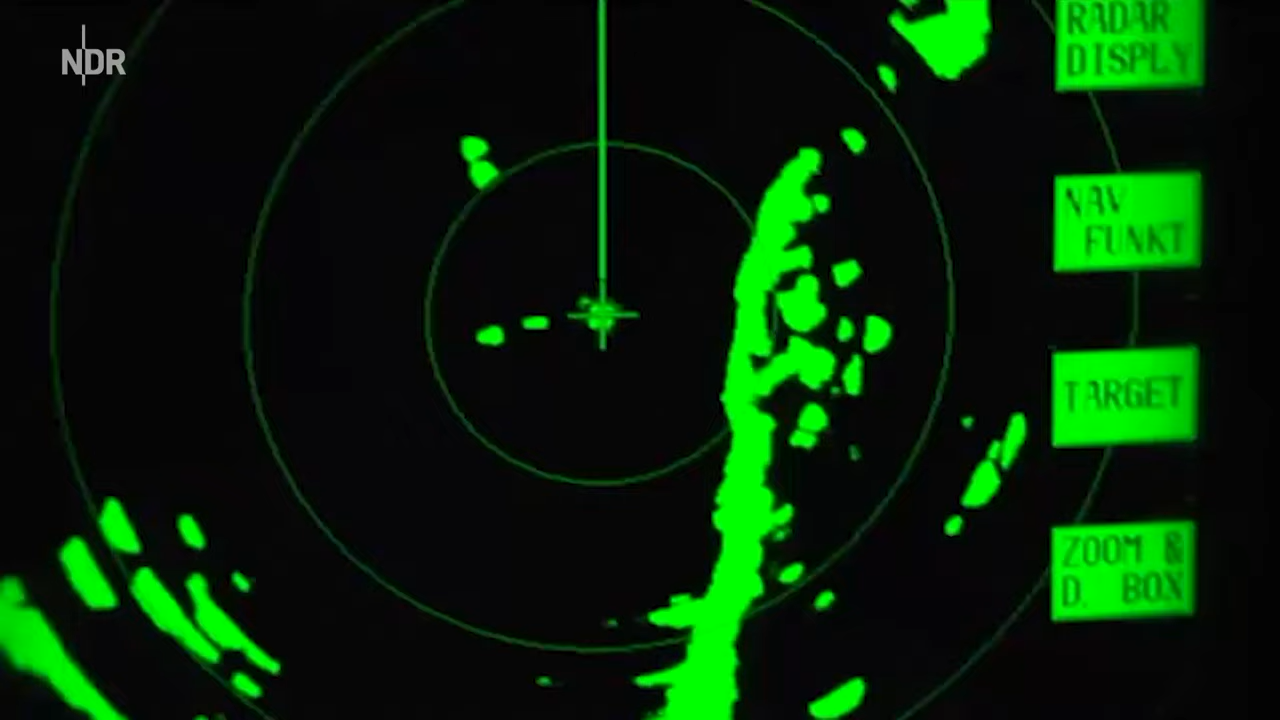 NDR
RADAR
DISPLY
NAV
FUNKT
TARGET
ZOOM &
D. BOX